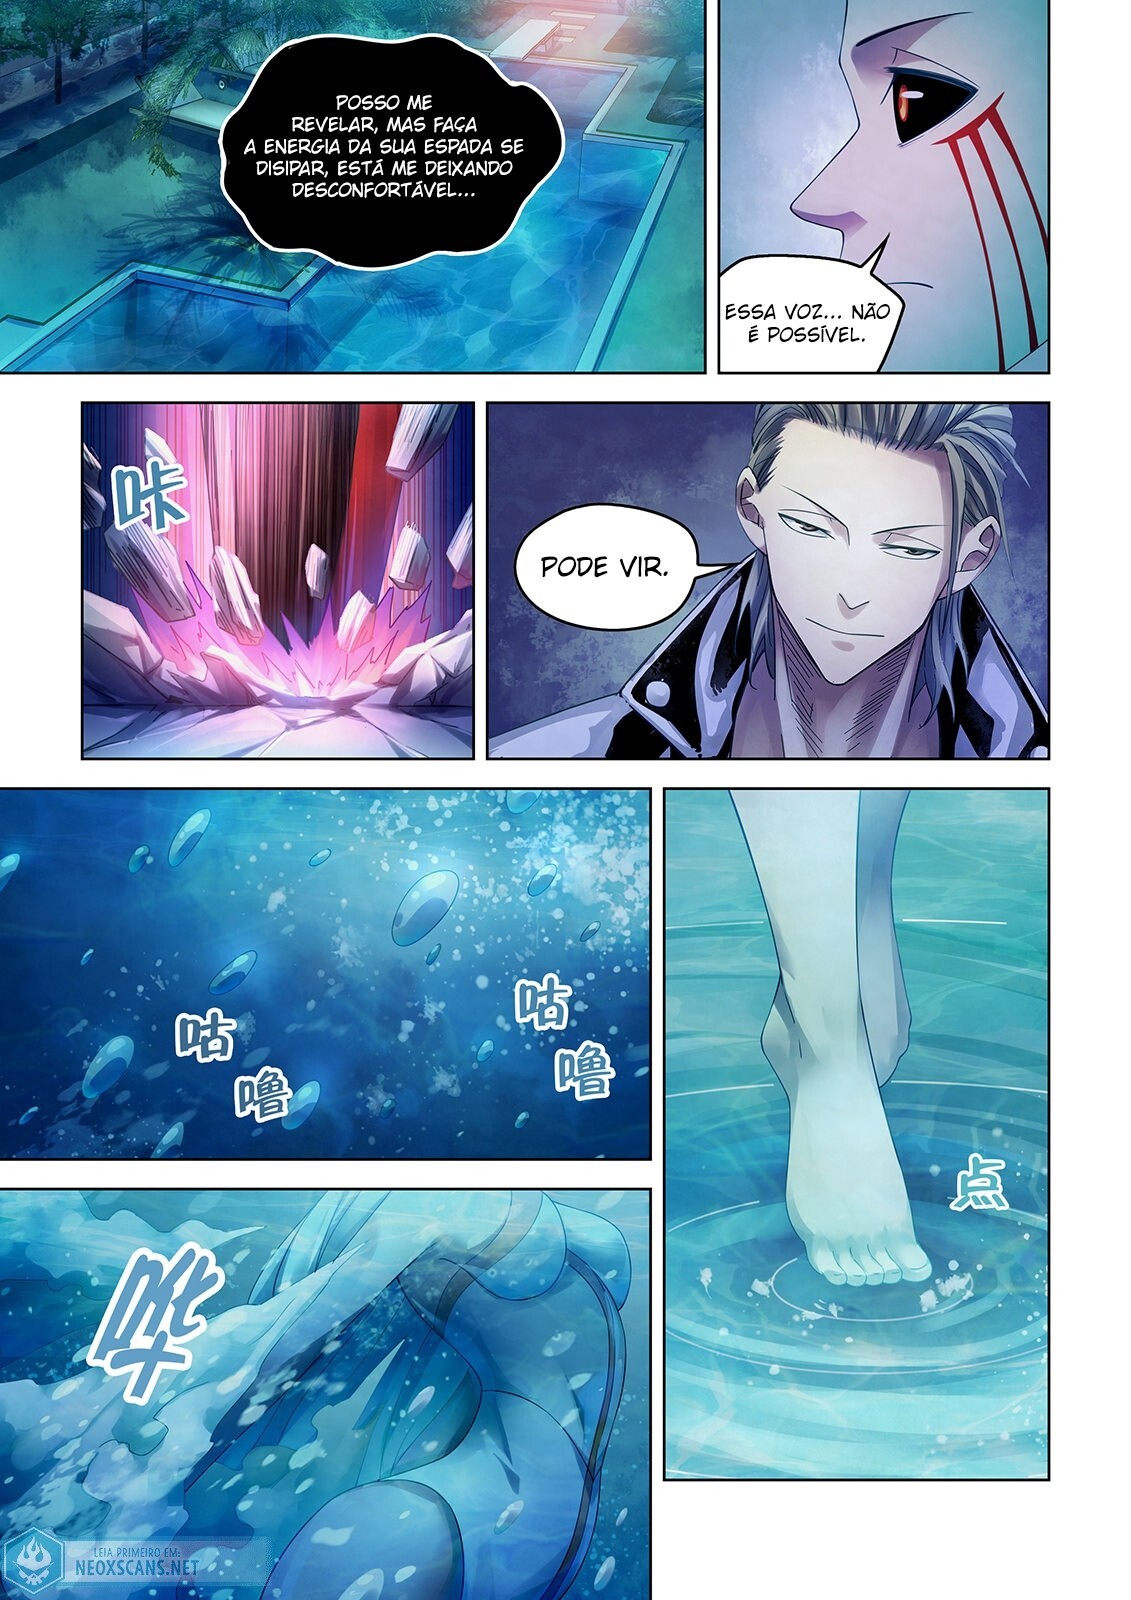 POSSO ME
REVELAR, MAS FAÇA
A ENERGIA DA SUA ESPADA SE
DISIPAR, ESTÁ ME DEIXANDO
DESCONFORTÁVEL...
ESSA VOZ... NÃO
É POSSÍVEL.
咔
PODE VIR.
咕
噜
咕
噜
点
LEIA PRIMEIRO EM:
NEOXSCANS.NET